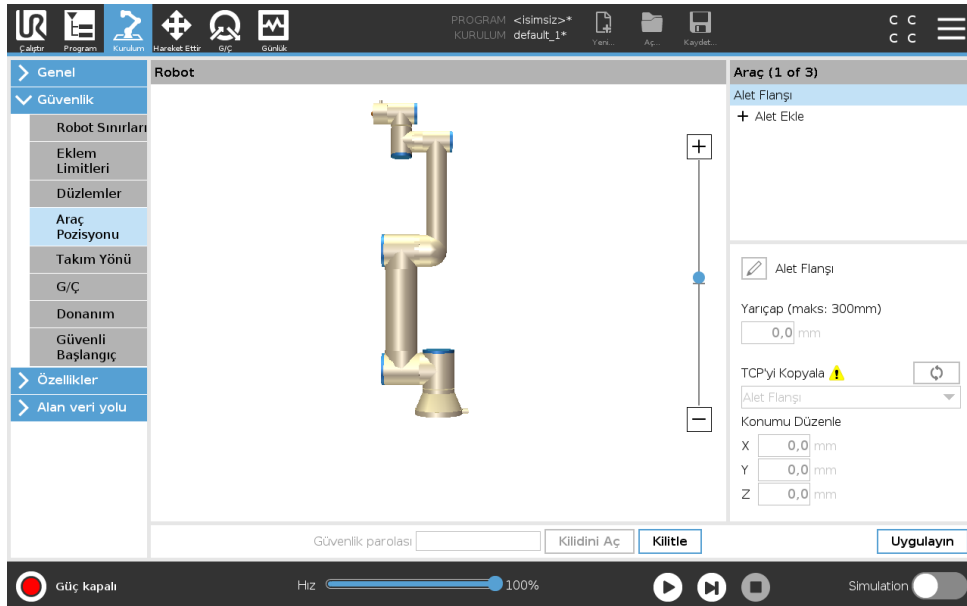 UR
PROGRAM <isimsiz>*
KURULUM default_1*
Çalıştır
Program
Kurulum
Hareket Ettir
G/Ç
Günlük
Yeni...
Aç...
Kaydet...
C C
C C
Genel
Güvenlik
Robot Sınırları
Eklem
Limitleri
Düzlemler
Araç
Pozisyonu
Takım Yönü
G/Ç
Donanım
Güvenli
Başlangıç
Özellikler
Alan veri yolu
Robot
+
−
Araç (1 of 3)
Alet Flanşı
+ Alet Ekle
Alet Flanşı
Yarıçap (maks: 300mm)
0,0 mm
TCP'yi Kopyala
Alet Flanşı
Konumu Düzenle
X 0,0 mm
Y 0,0 mm
Z 0,0 mm
Güvenlik parolası
Kilidini Aç
Kilitle
Uygulayın
Güç kapalı
Hız
100%
Simulation